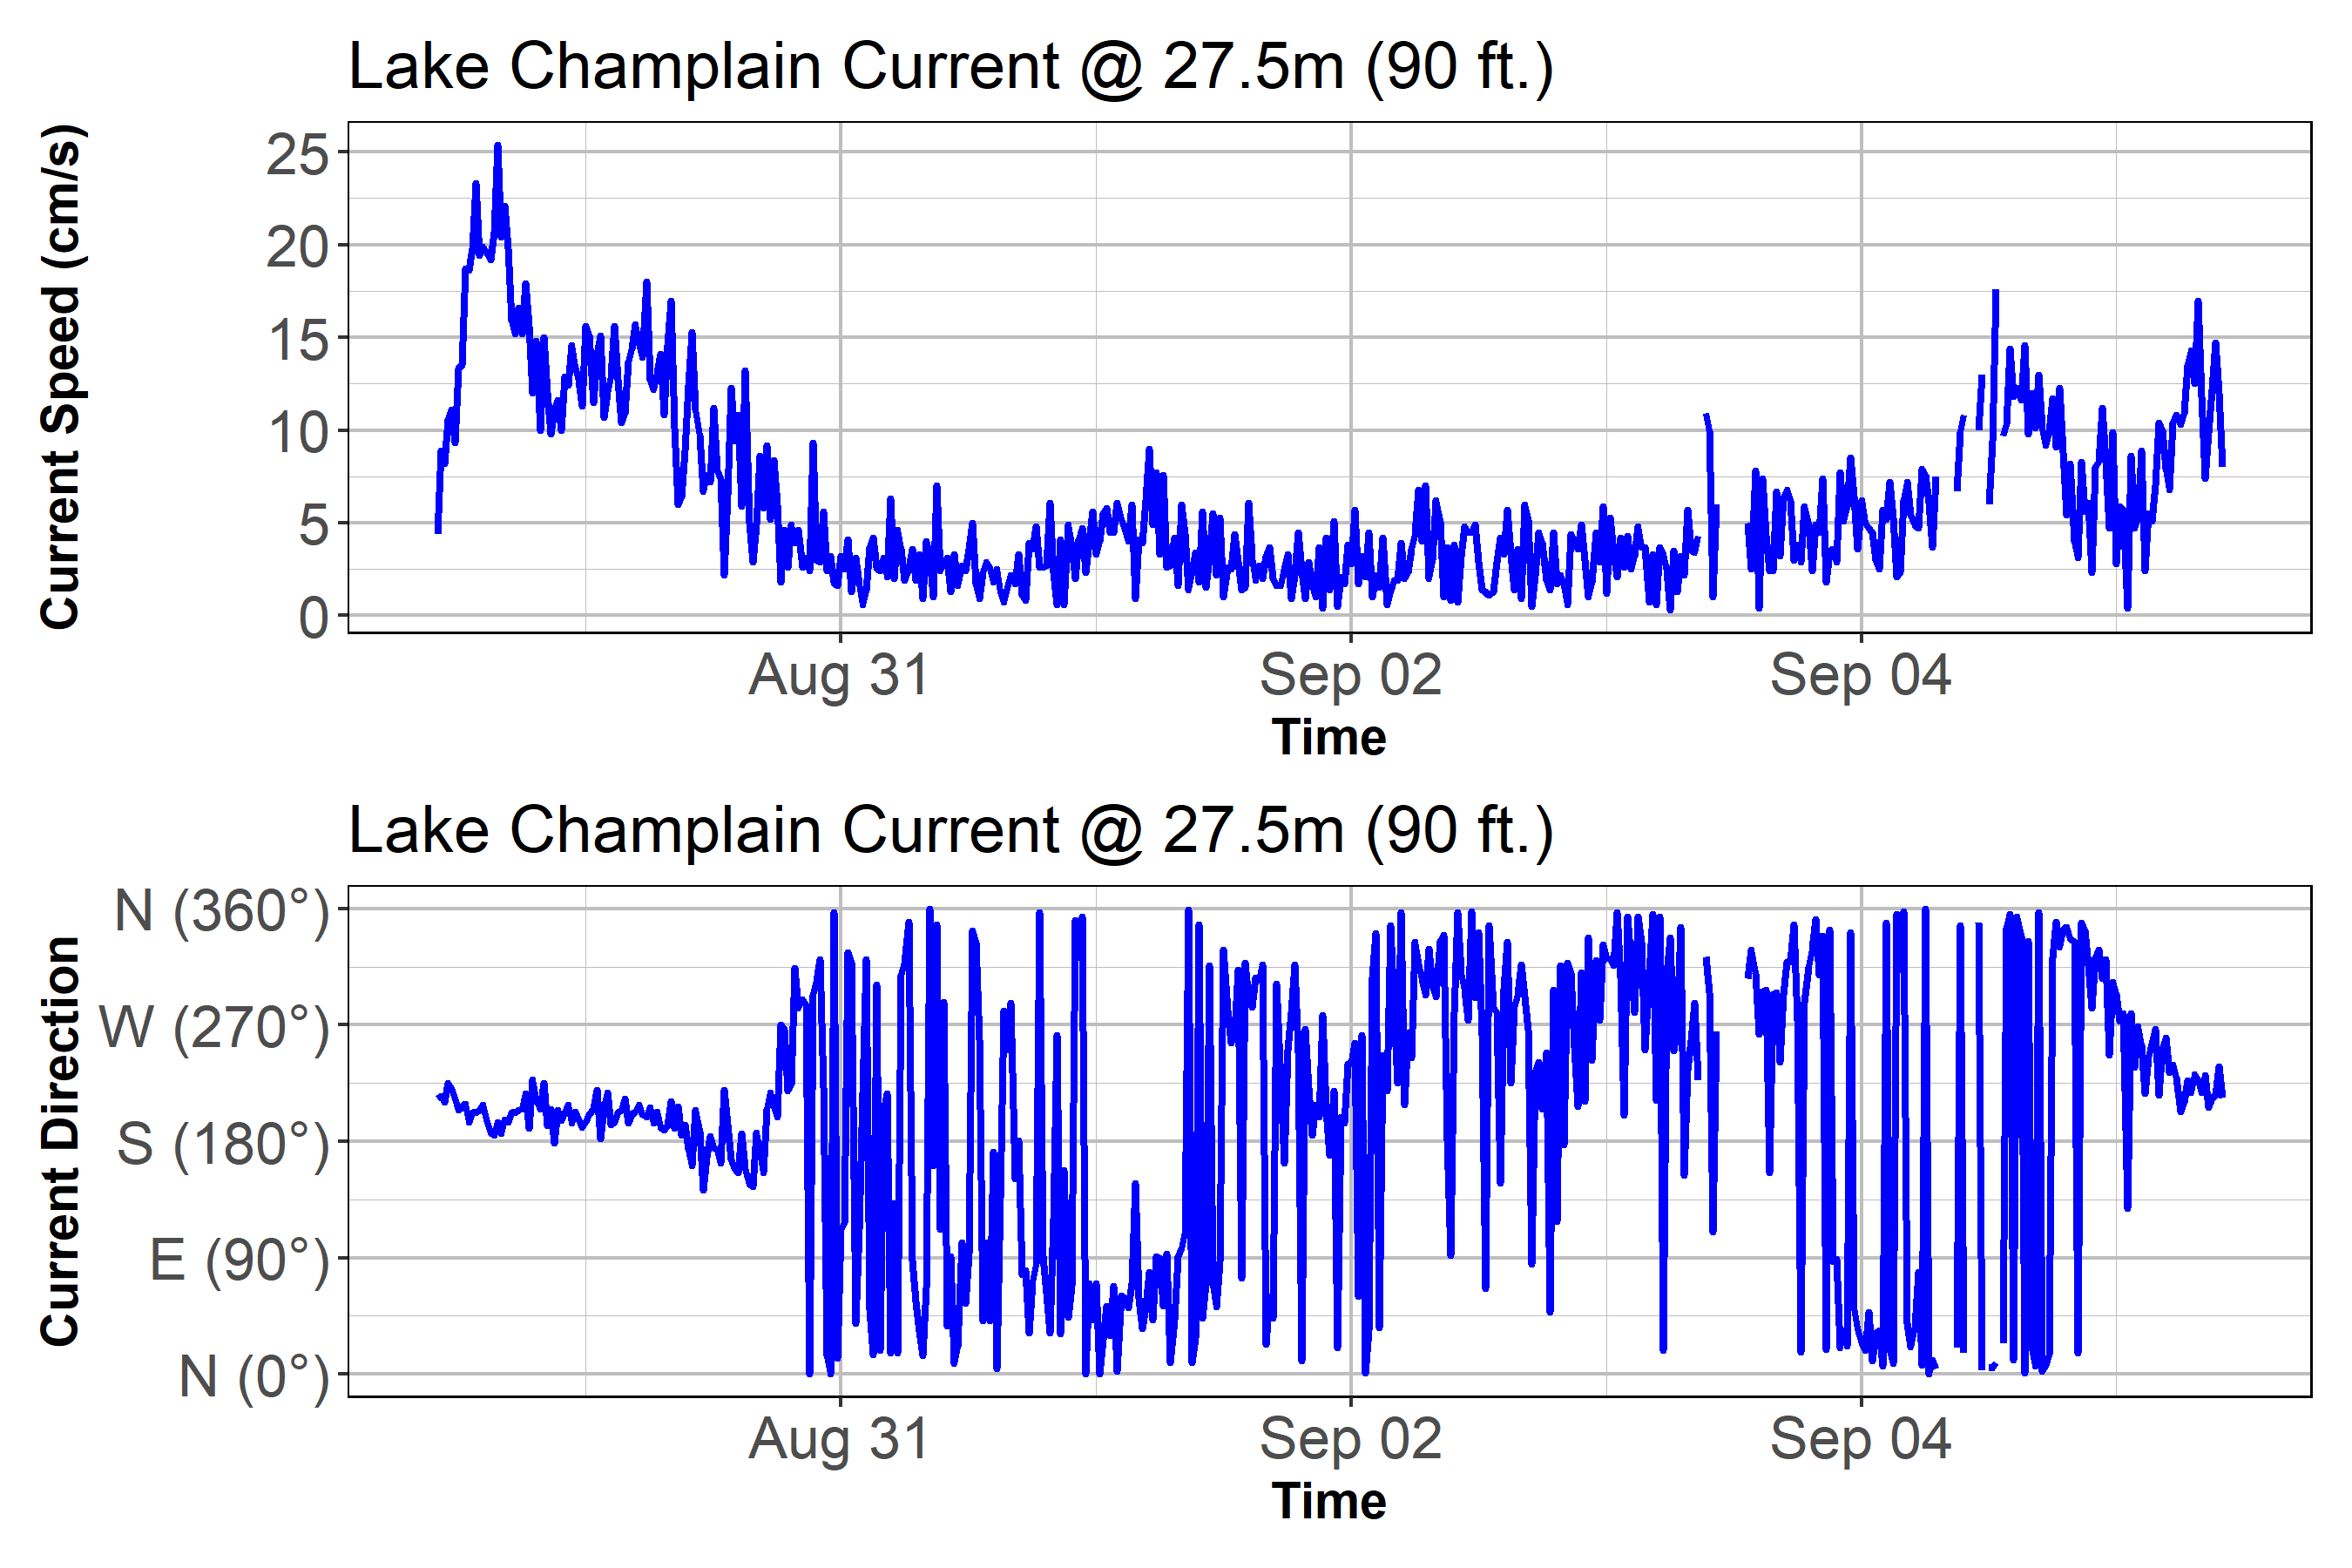 Lake Champlain Current @ 27.5m (90 ft.)
Current Speed (cm/s)
25
20
15
10
5
0
Aug 31
Sep 02
Sep 04
Time
Lake Champlain Current @ 27.5m (90 ft.)
Current Direction
N (360°)
W (270°)
S (180°)
E (90°)
N (0°)
Aug 31
Sep 02
Sep 04
Time